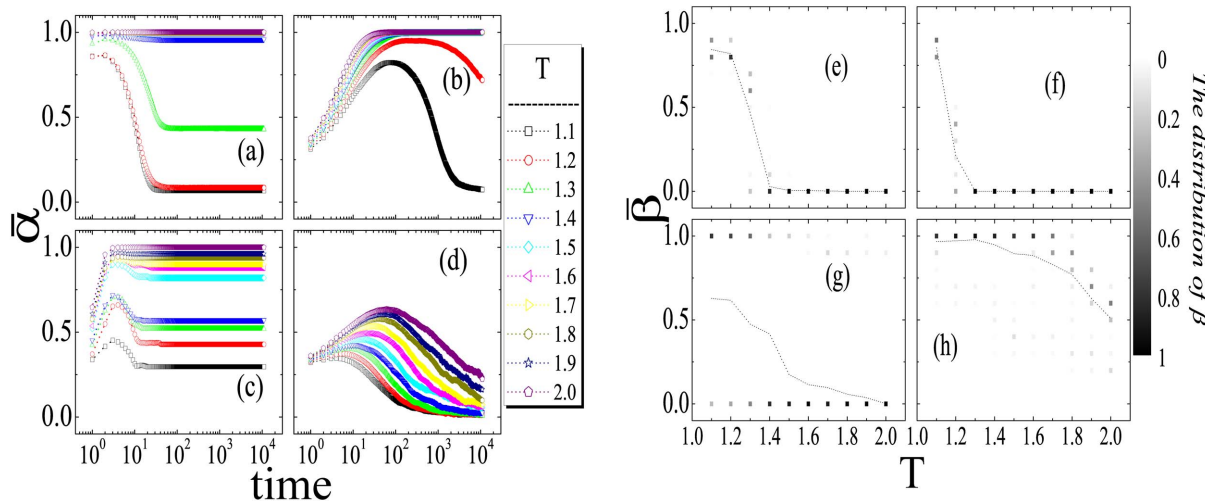 1.0
0.5
0.0
(a)
(b)
1.0
0.5
0.0
(c)
(d)
ᾱ
10⁰ 10¹ 10² 10³ 10⁴ 10⁰ 10¹ 10² 10³ 10⁴
time
T
1.1
1.2
1.3
1.4
1.5
1.6
1.7
1.8
1.9
2.0
1.0
0.5
0.0
(e)
(f)
β̄
1.0
0.5
0.0
(g)
(h)
1.0 1.2 1.4 1.6 1.8 2.0 1.2 1.4 1.6 1.8 2.0
T
0
0.2
0.4
0.6
0.8
1
The distribution of β